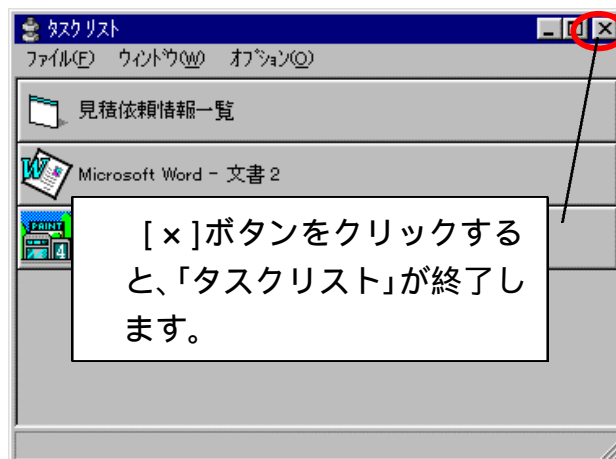 タスク リスト
ファイル(F) ウィンドウ(W) オプション(O)
見積依頼情報一覧
Microsoft Word - 文書 2
PAINT
4
[×]ボタンをクリックする
と、「タスクリスト」が終了し
ます。